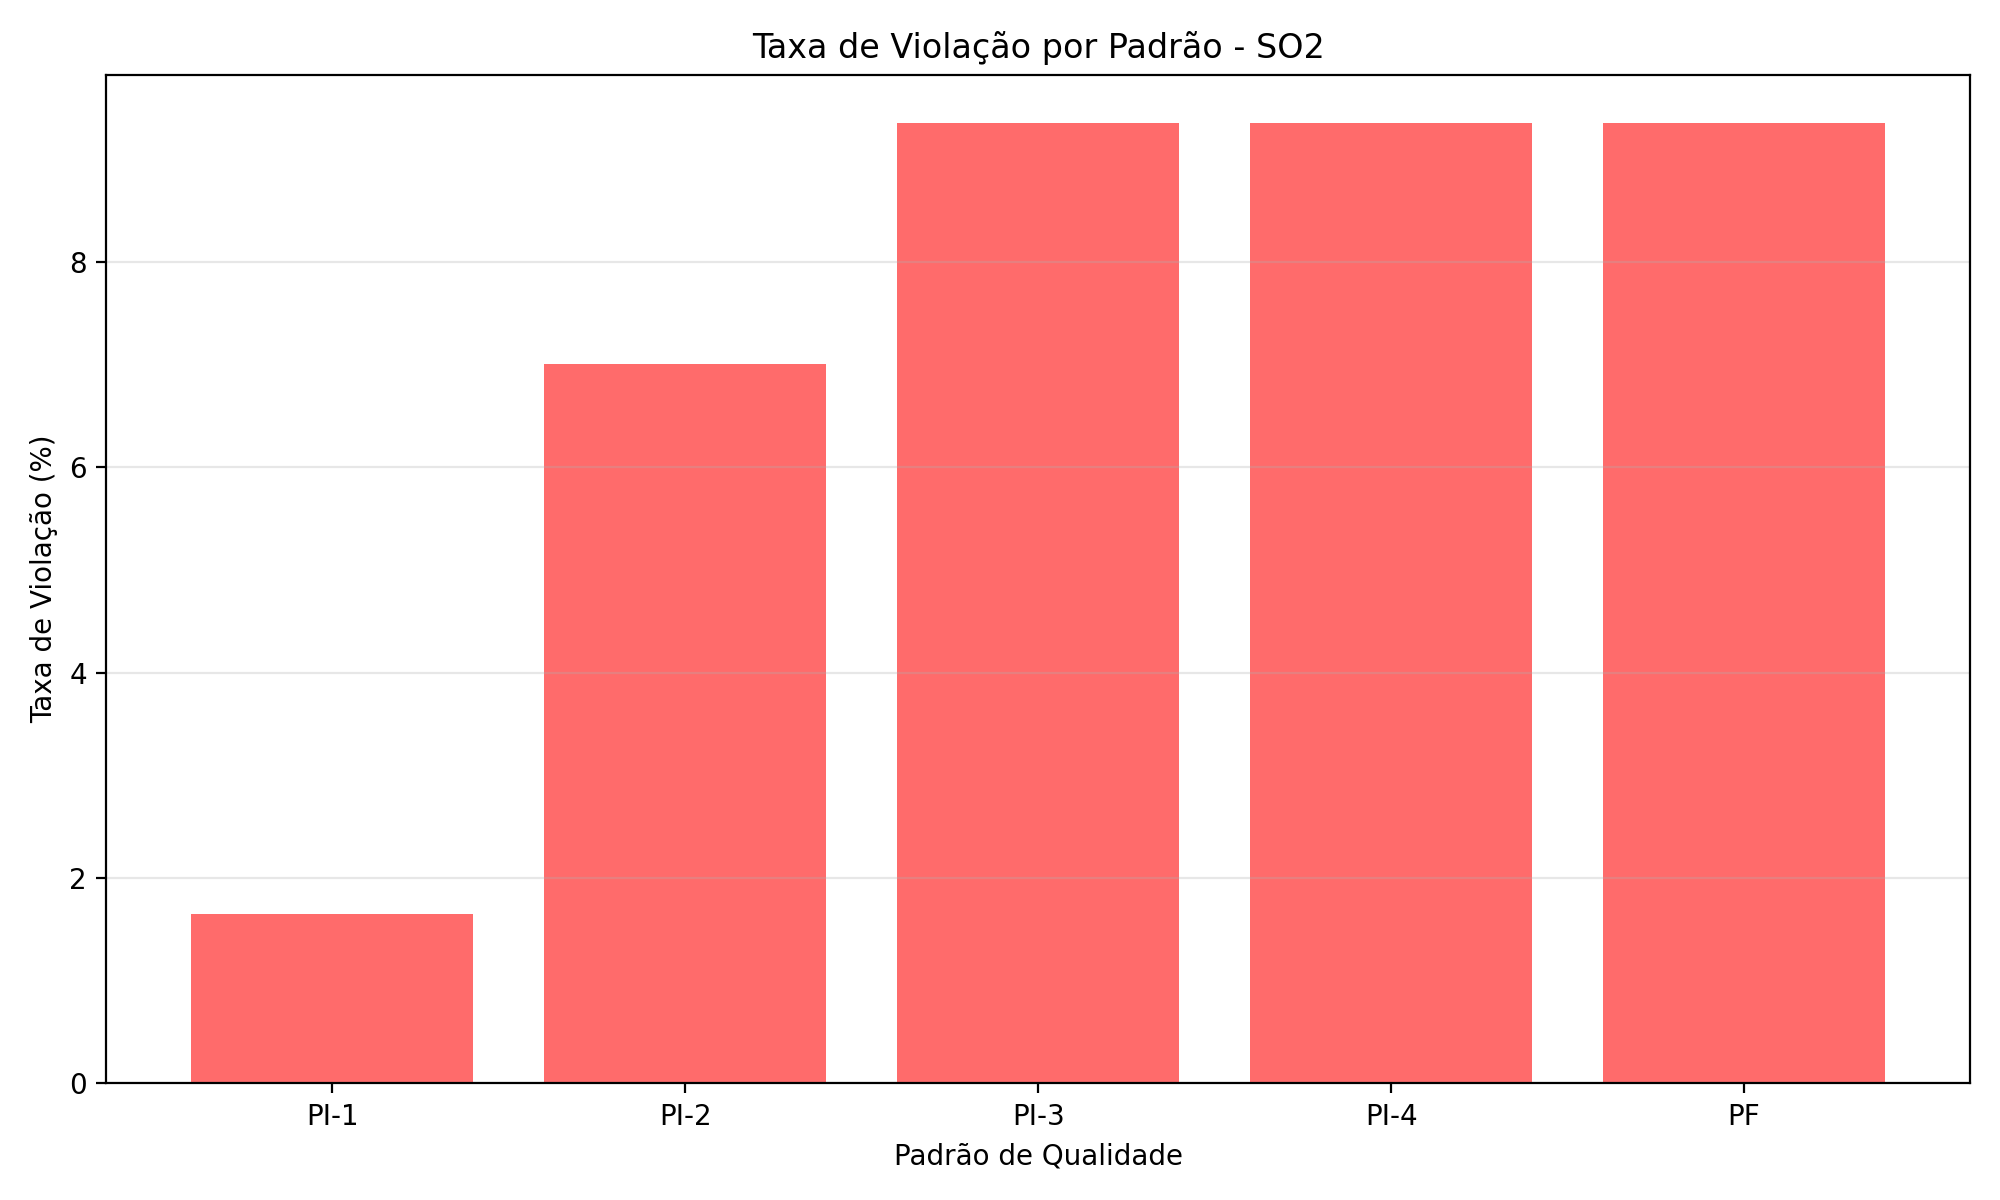 Taxa de Violação por Padrão - SO2
Taxa de Violação (%)
8
6
4
2
0
PI-1 PI-2 PI-3 PI-4 PF
Padrão de Qualidade